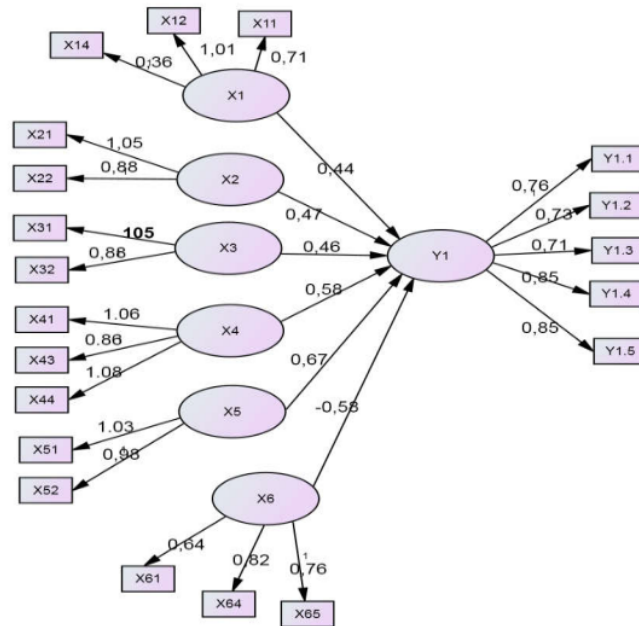 X12
X11
X14
1,01
0,71
0,36
X1
X21
1,05
0,44
Y1.1
X22
0,88
X2
0,76
Y1.2
0,47
0,73
X31
105
X3
0,46
Y1
0,71
Y1.3
X32
0,88
0,58
0,85
Y1.4
X41
1.06
X4
0,85
X43
0.86
Y1.5
X44
1.08
0,67
X5
-0,58
X51
1.03
X52
0,98
X6
0,64
0,82
1
0,76
X61
X64
X65